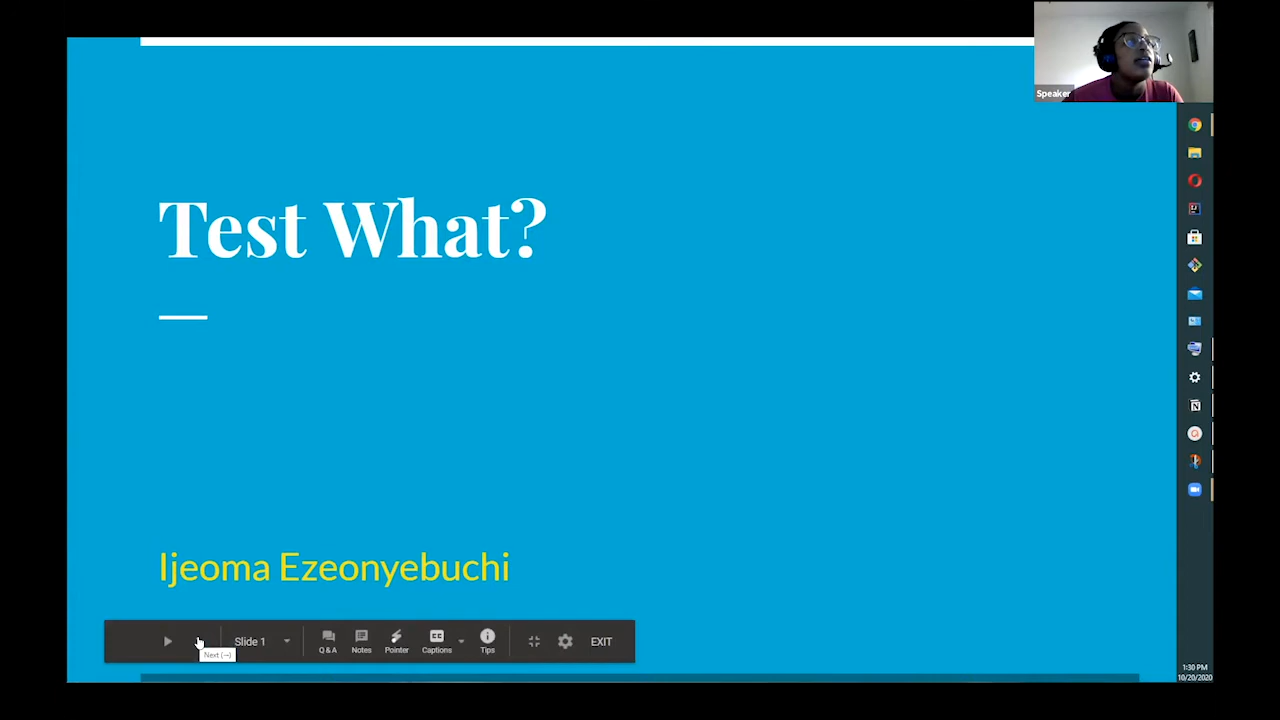 Speaker
Test What?
Ijeoma Ezeonyebuchi
Slide 1
Q & A
Notes
Pointer
CC
Captions
Tips
EXIT
Next (→)
1:30 PM
10/20/2020